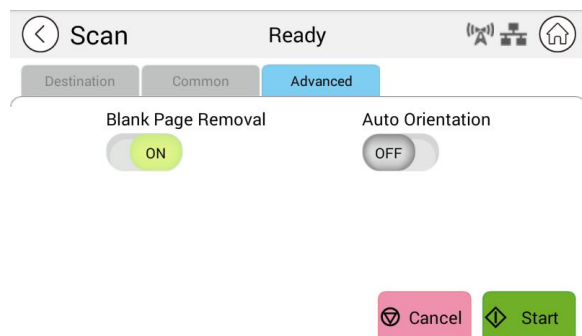 Scan Ready
Destination Common Advanced
Blank Page Removal Auto Orientation
ON OFF
Cancel Start